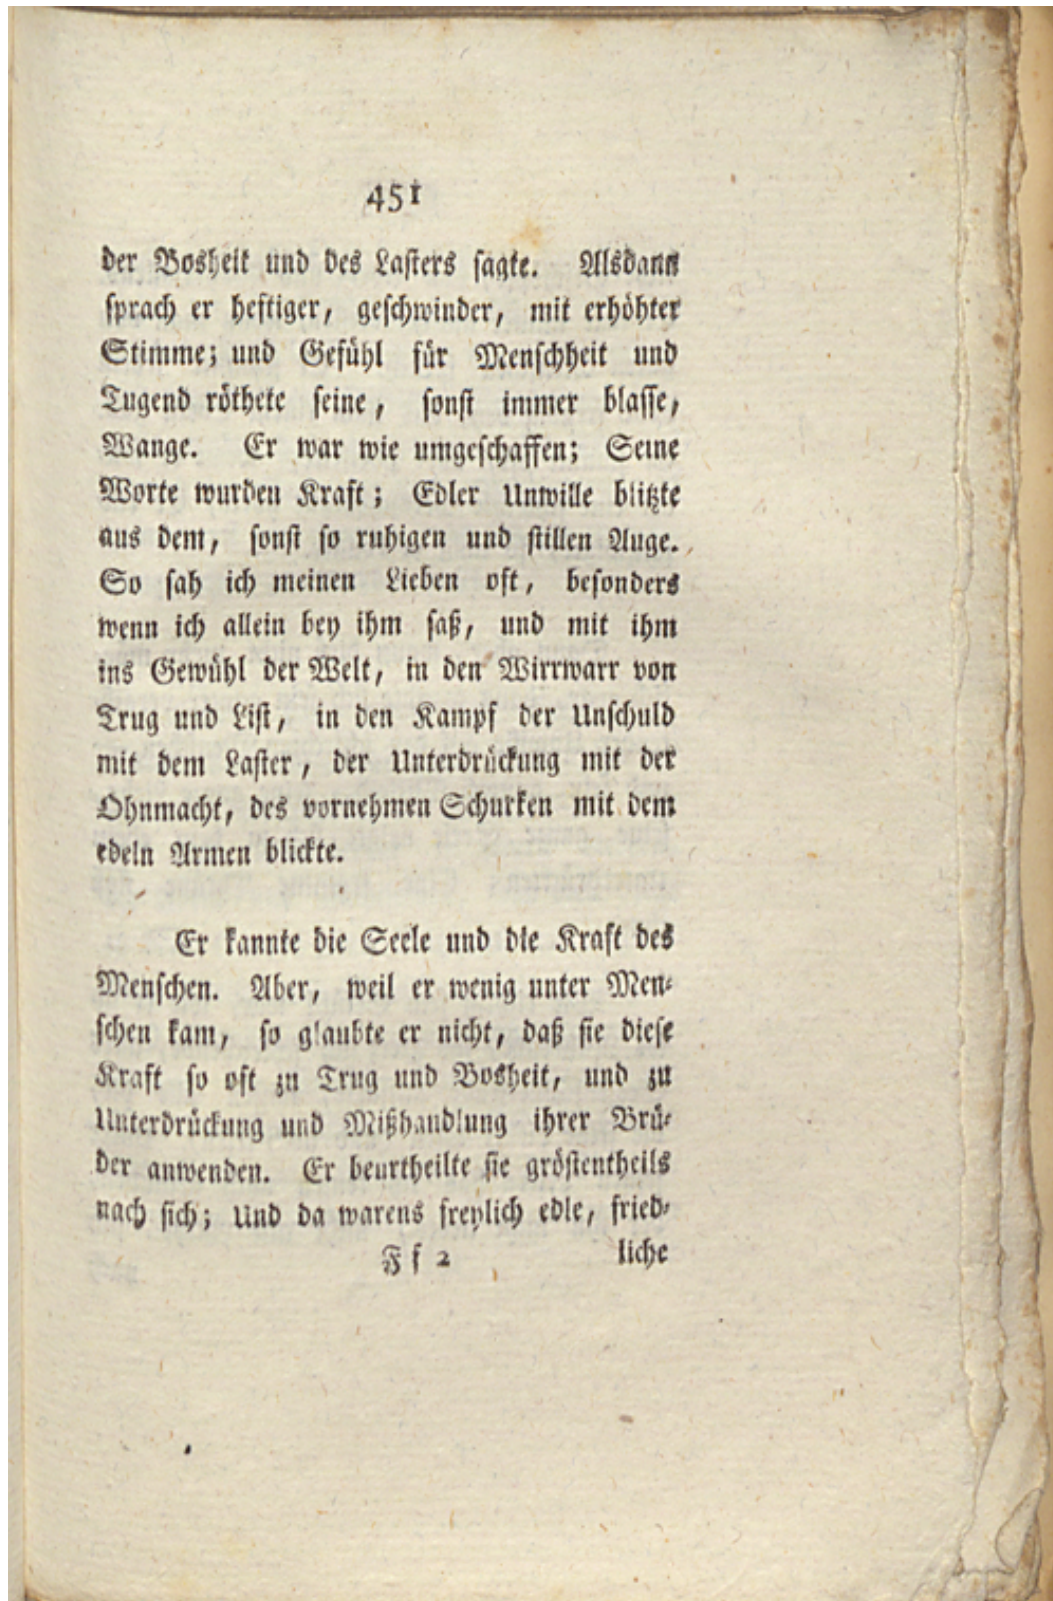 451
der Bosheit und des Lasters sagte. Alsdann
sprach er heftiger, geschwinder, mit erhöhter
Stimme; und Gefühl für Menschheit und
Tugend röthete seine, sonst immer blasse,
Wange. Er war wie umgeschaffen; Seine
Worte wurden Kraft; Edler Unwille blitzte
aus dem, sonst so ruhigen und stillen Auge.
So sah ich meinen Lieben oft, besonders
wenn ich allein bey ihm saß, und mit ihm
ins Gewühl der Welt, in den Wirrwarr von
Trug und List, in den Kampf der Unschuld
mit dem Laster, der Unterdrückung mit der
Ohnmacht, des vornehmen Schurken mit dem
edeln Armen blickte.
Er kannte die Seele und die Kraft des
Menschen. Aber, weil er wenig unter Men-
schen kam, so glaubte er nicht, daß sie diese
Kraft so oft zu Trug und Bosheit, und zu
Unterdrückung und Mißhandlung ihrer Brü-
der anwenden. Er beurtheilte sie gröstentheils
nach sich; Und da warens freylich edle, fried-
Ff 2 liche